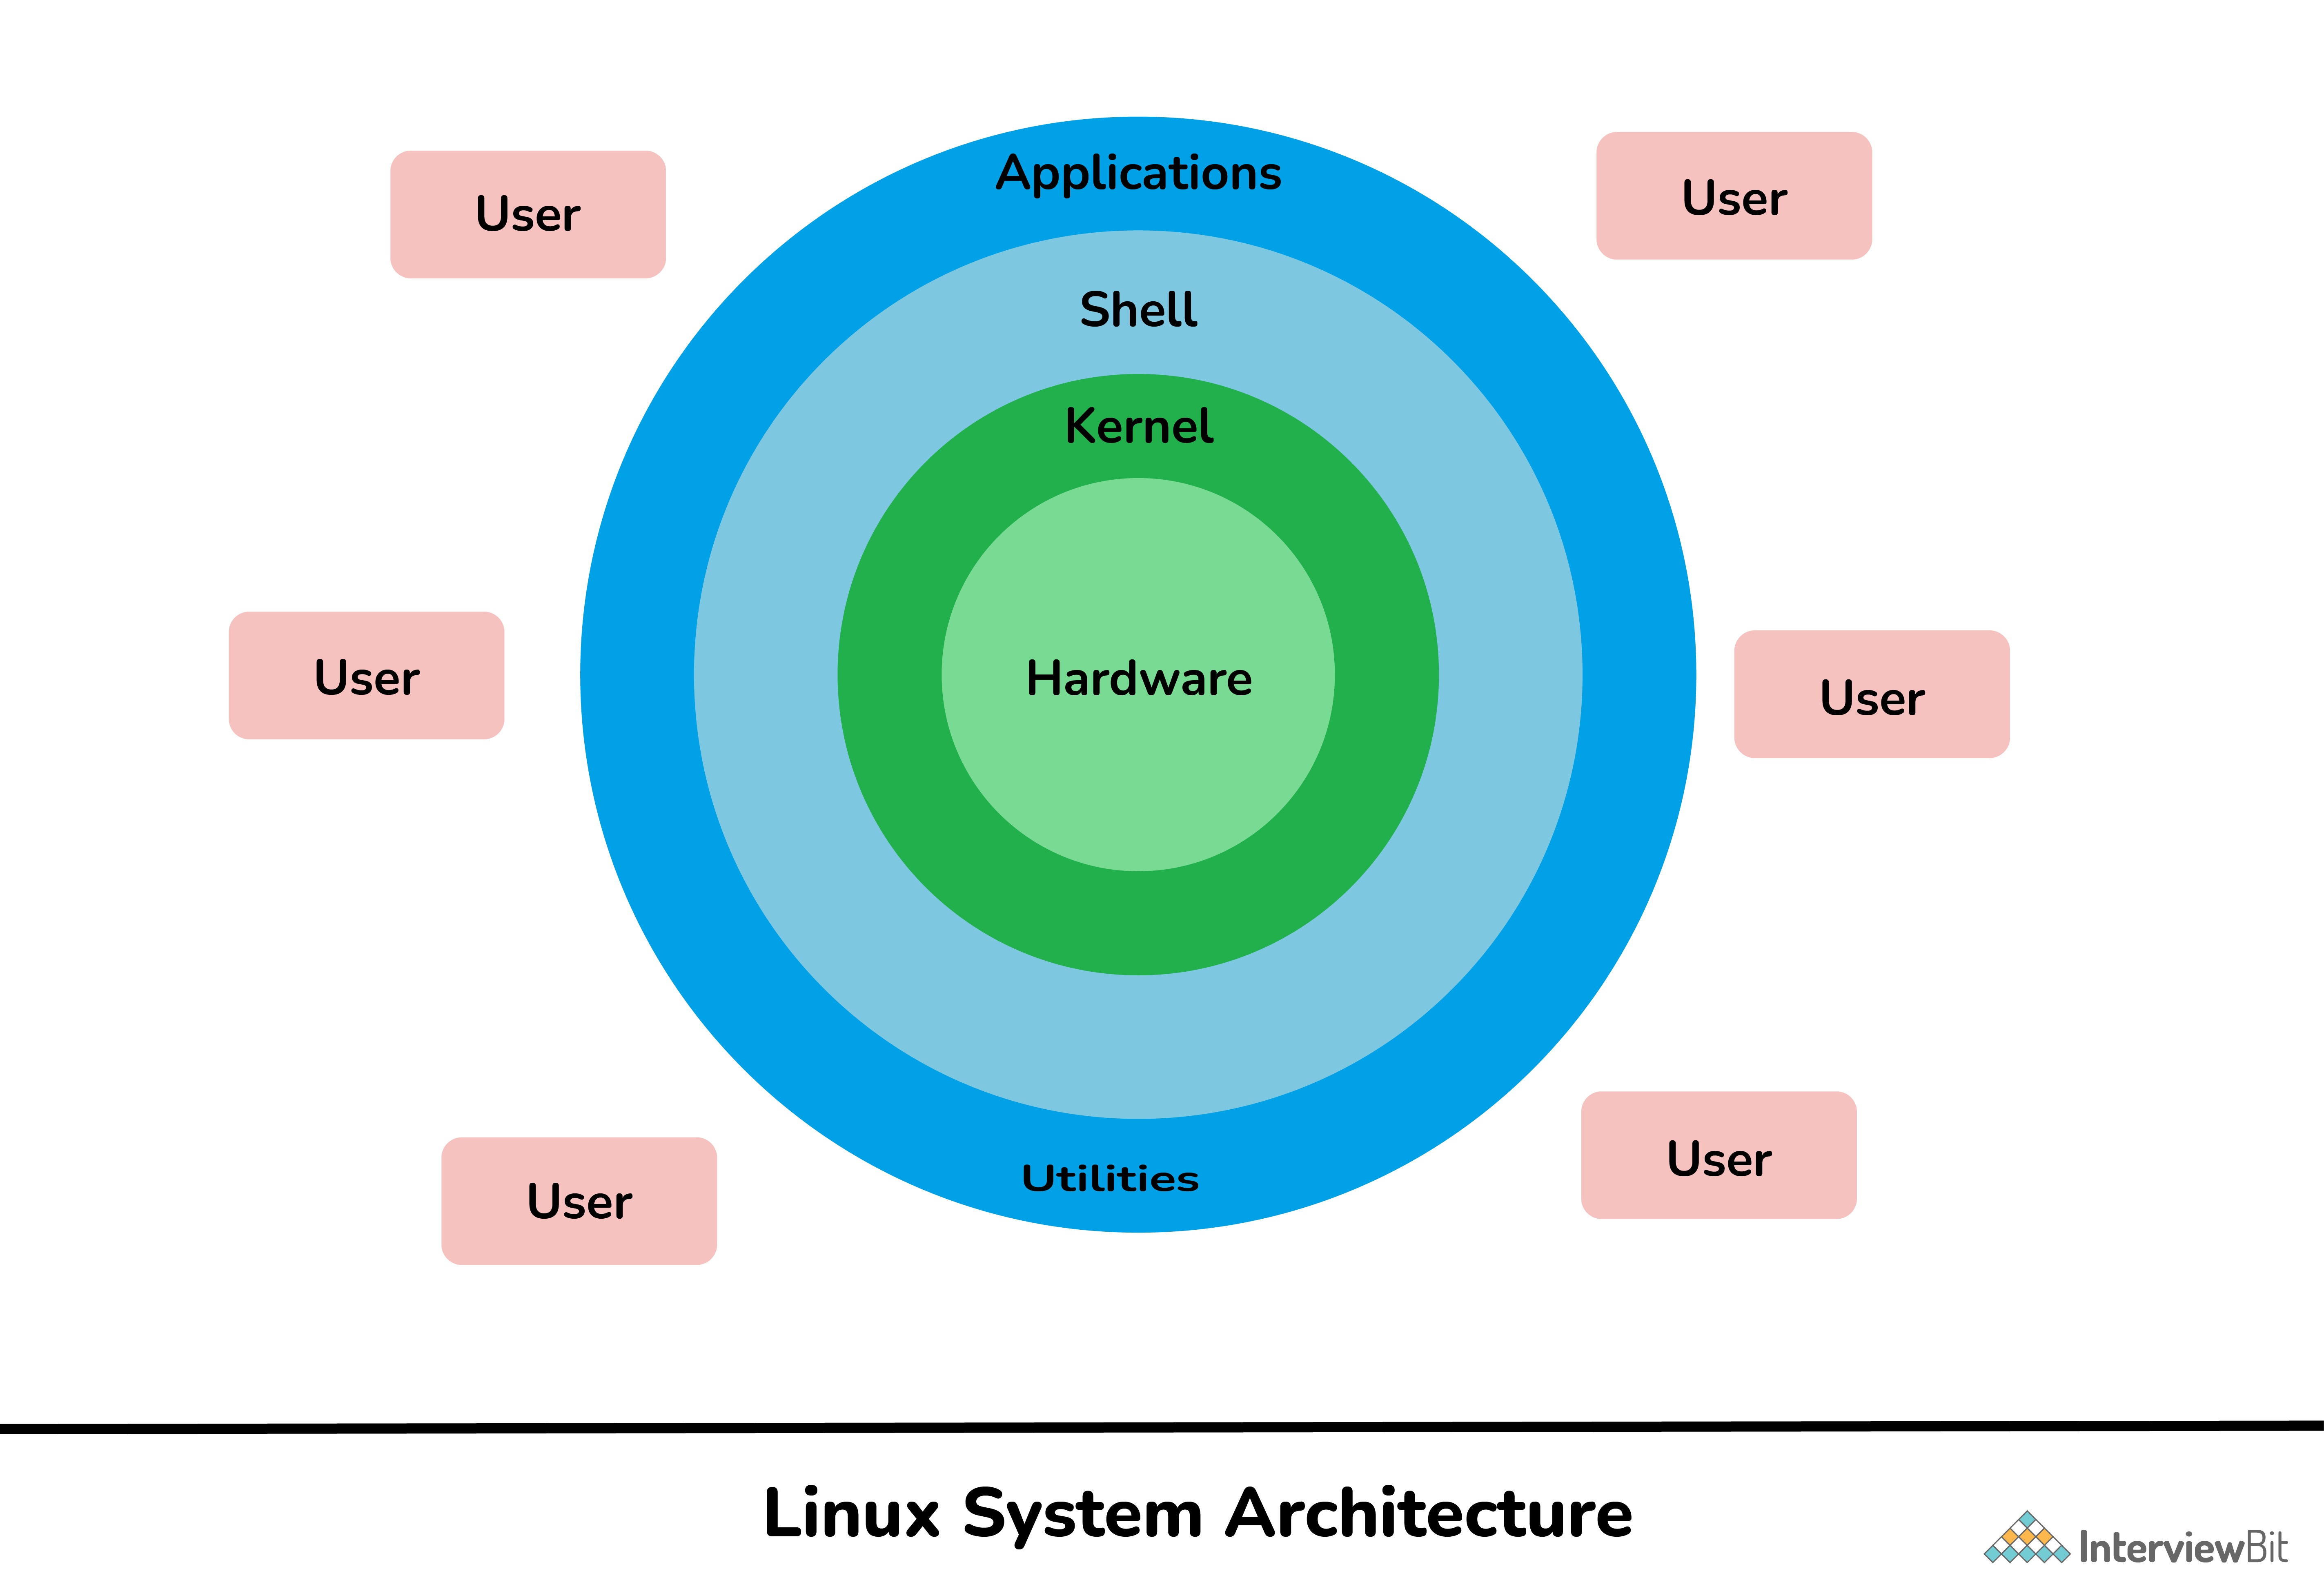 Applications
User
User
Shell
Kernel
User
Hardware
User
User
Utilities
User
Linux System Architecture
InterviewBit